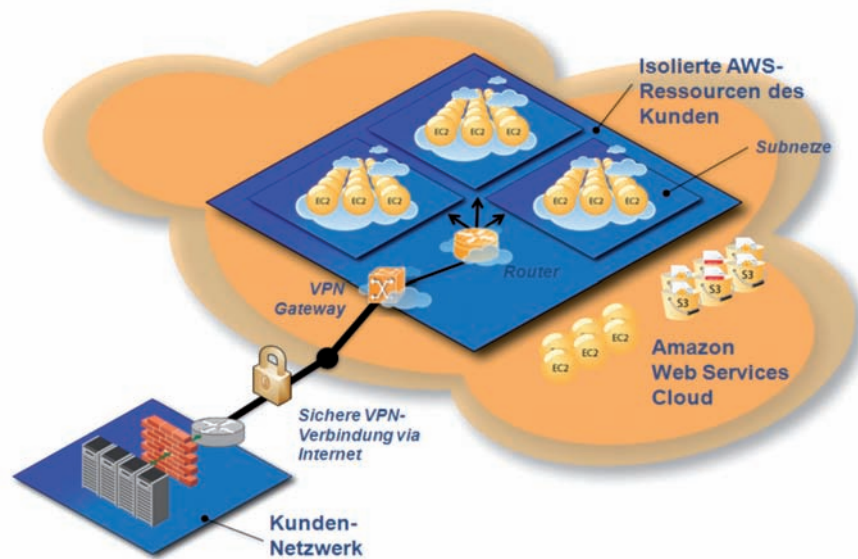 Isolierte AWS-
Ressourcen des
Kunden
EC2 EC2 EC2
Subnetze
EC2 EC2 EC2
EC2 EC2 EC2
Router
VPN
Gateway
S3 S3 S3
EC2 EC2 EC2
Amazon
Web Services
Cloud
Sichere VPN-
Verbindung via
Internet
Kunden-
Netzwerk